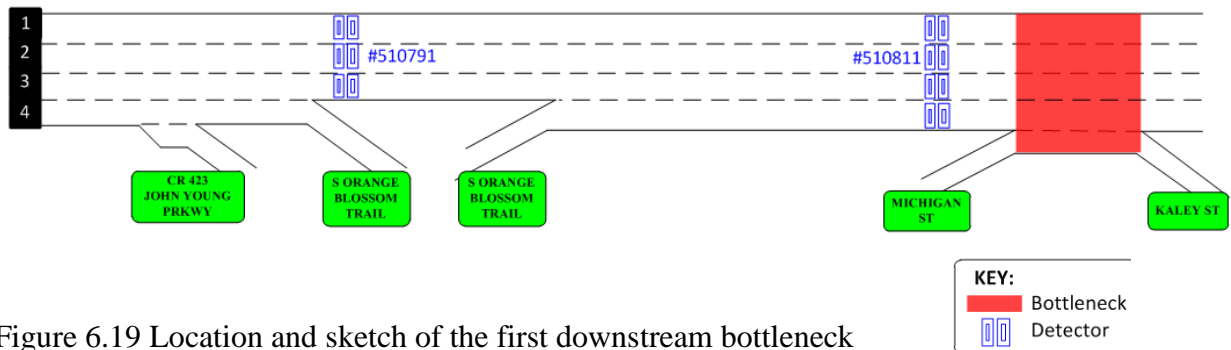 1
2
3
4
#510791
#510811
CR 423
JOHN YOUNG
PRKWY
S ORANGE
BLOSSOM
TRAIL
S ORANGE
BLOSSOM
TRAIL
MICHIGAN
ST
KALEY ST
KEY:
Bottleneck
Detector
Figure 6.19 Location and sketch of the first downstream bottleneck